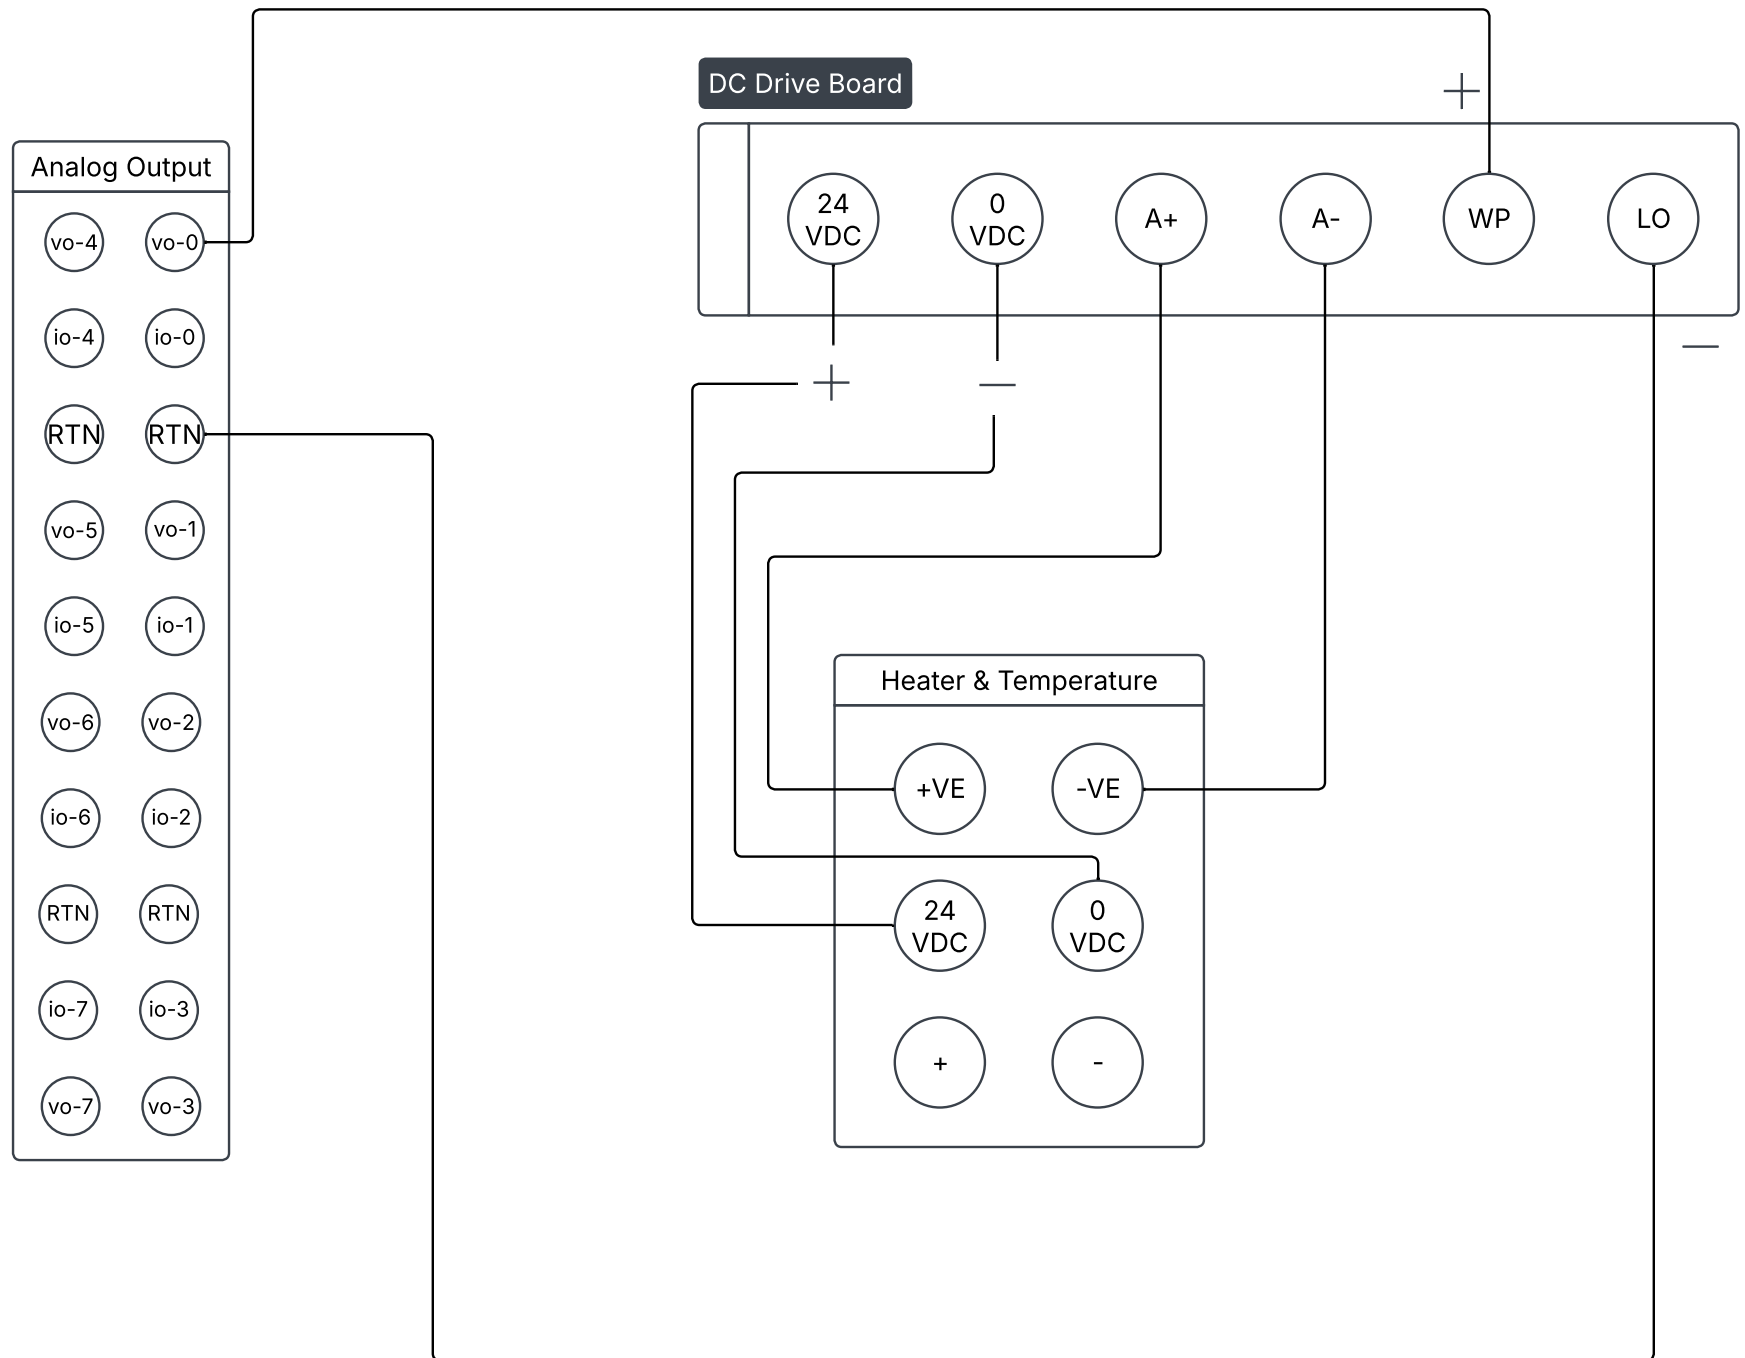 DC Drive Board
+
Analog Output
24
VDC
0
VDC
A+
A-
WP
LO
vo-4
vo-0
io-4
io-0
—
+
—
RTN
RTN
vo-5
vo-1
io-5
io-1
Heater & Temperature
vo-6
vo-2
+VE
-VE
io-6
io-2
RTN
RTN
24
VDC
0
VDC
io-7
io-3
+
-
vo-7
vo-3